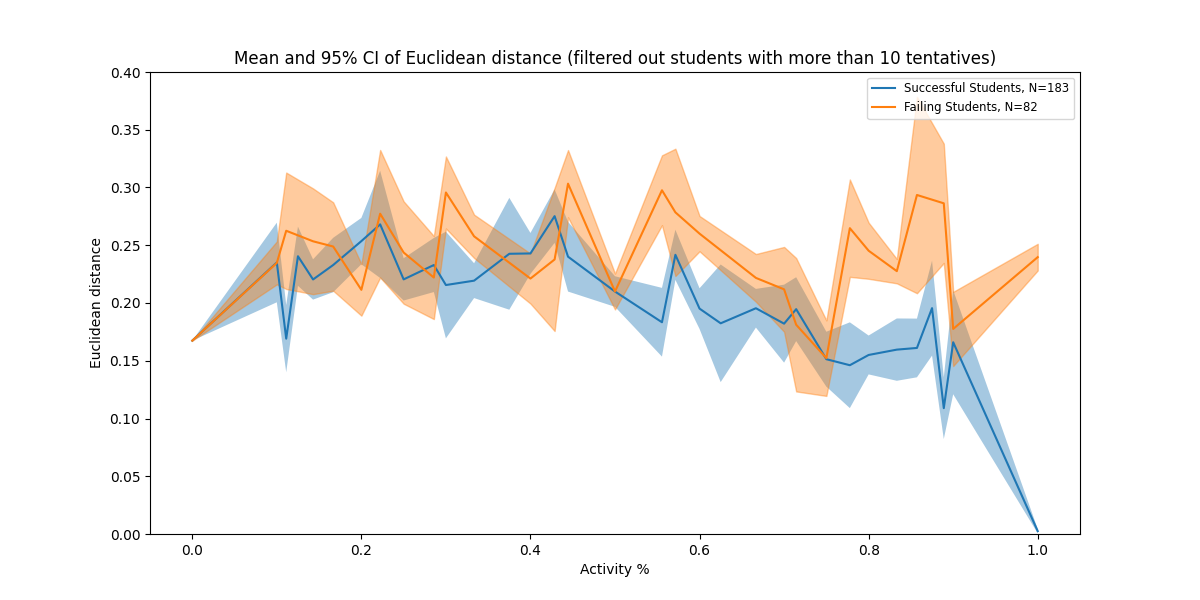 Mean and 95% CI of Euclidean distance (filtered out students with more than 10 tentatives)
Successful Students, N=183
Failing Students, N=82
Euclidean distance
0.40
0.35
0.30
0.25
0.20
0.15
0.10
0.05
0.00
0.0 0.2 0.4 0.6 0.8 1.0
Activity %